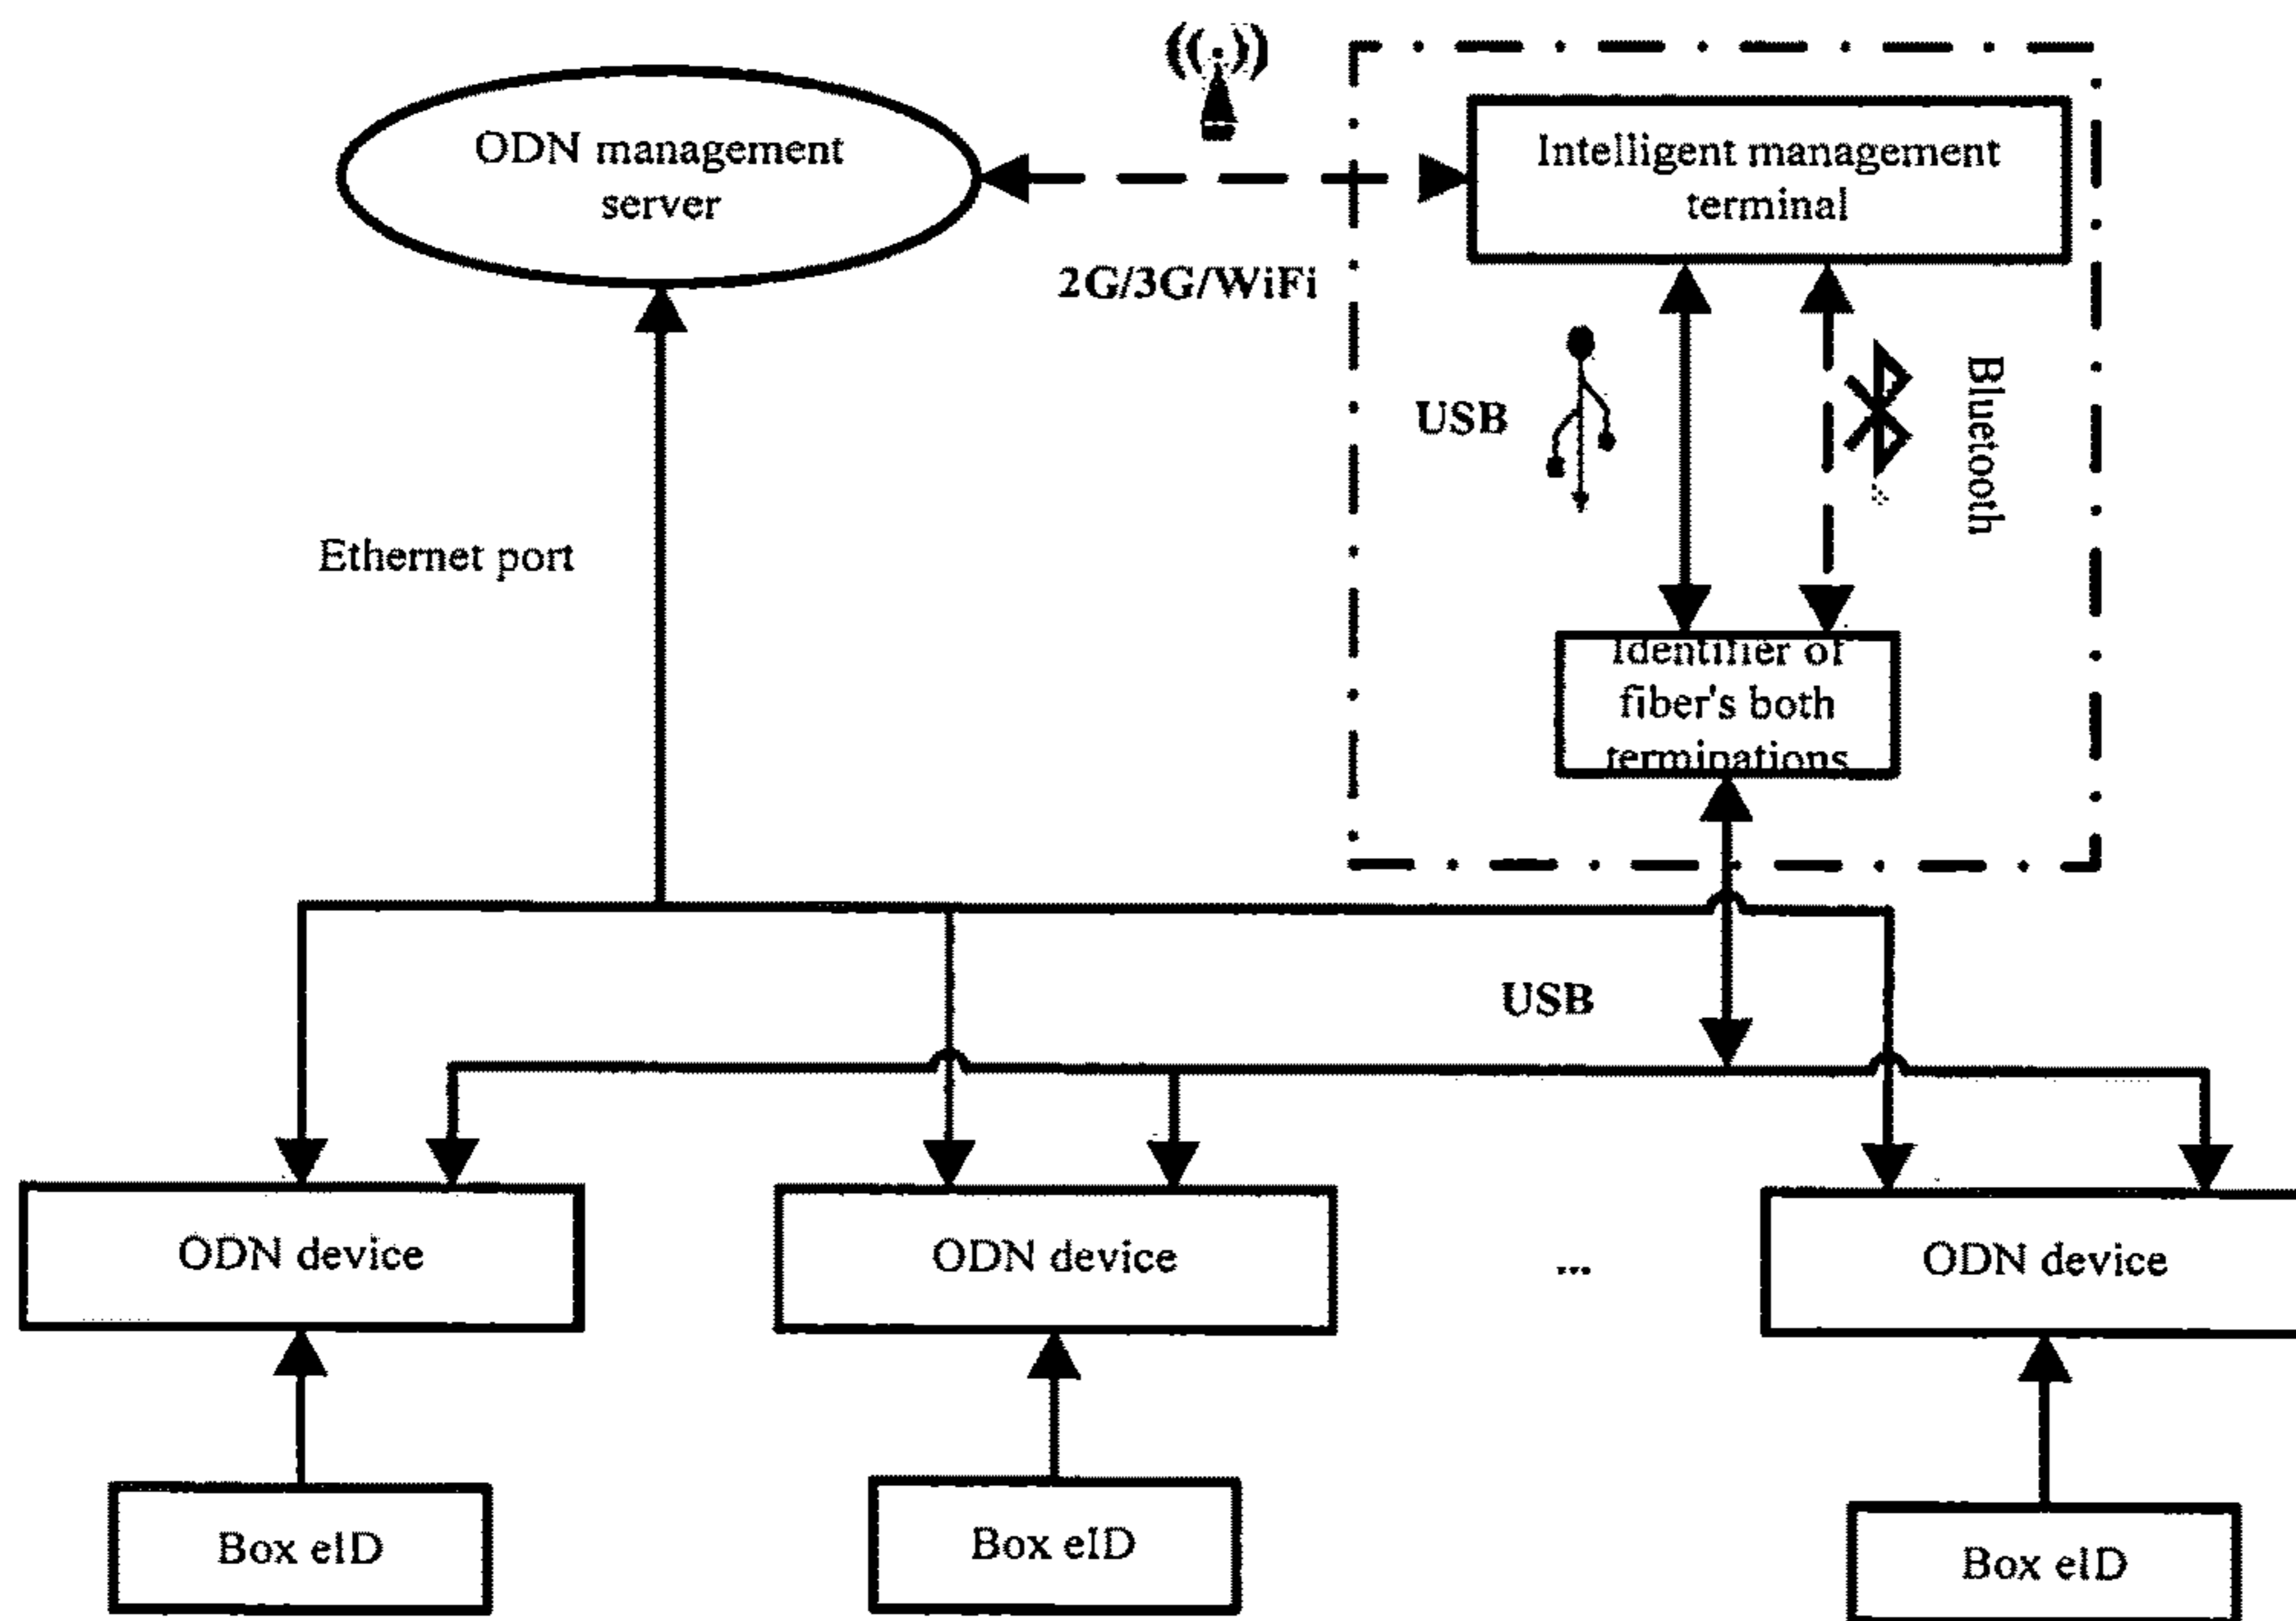 ODN management
server
2G/3G/WiFi
Intelligent management
terminal
USB
Bluetooth
Identifier of
fiber's both
terminations
Ethernet port
USB
ODN device
ODN device
...
ODN device
Box eID
Box eID
Box eID